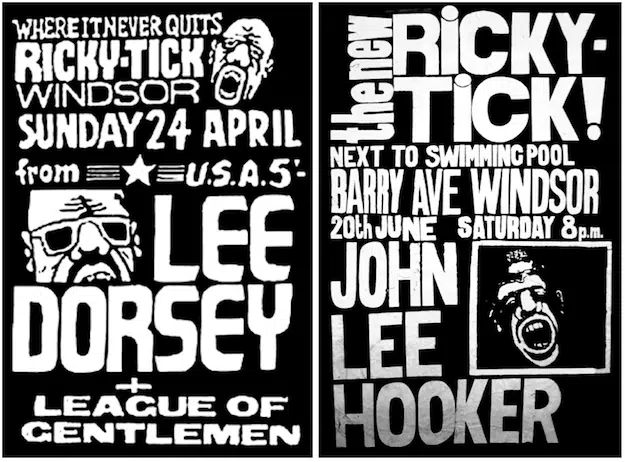 WHERE IT NEVER QUITS
RICKY-TICK
WINDSOR
SUNDAY 24 APRIL
from U.S.A.5'-
LEE
DORSEY
+
LEAGUE OF
GENTLEMEN
the new
RiCKY-
TiCK!
NEXT TO SWIMMING POOL
BARRY AVE WINDSOR
20th JUNE SATURDAY 8p.m.
JOHN
LEE
HOOKER